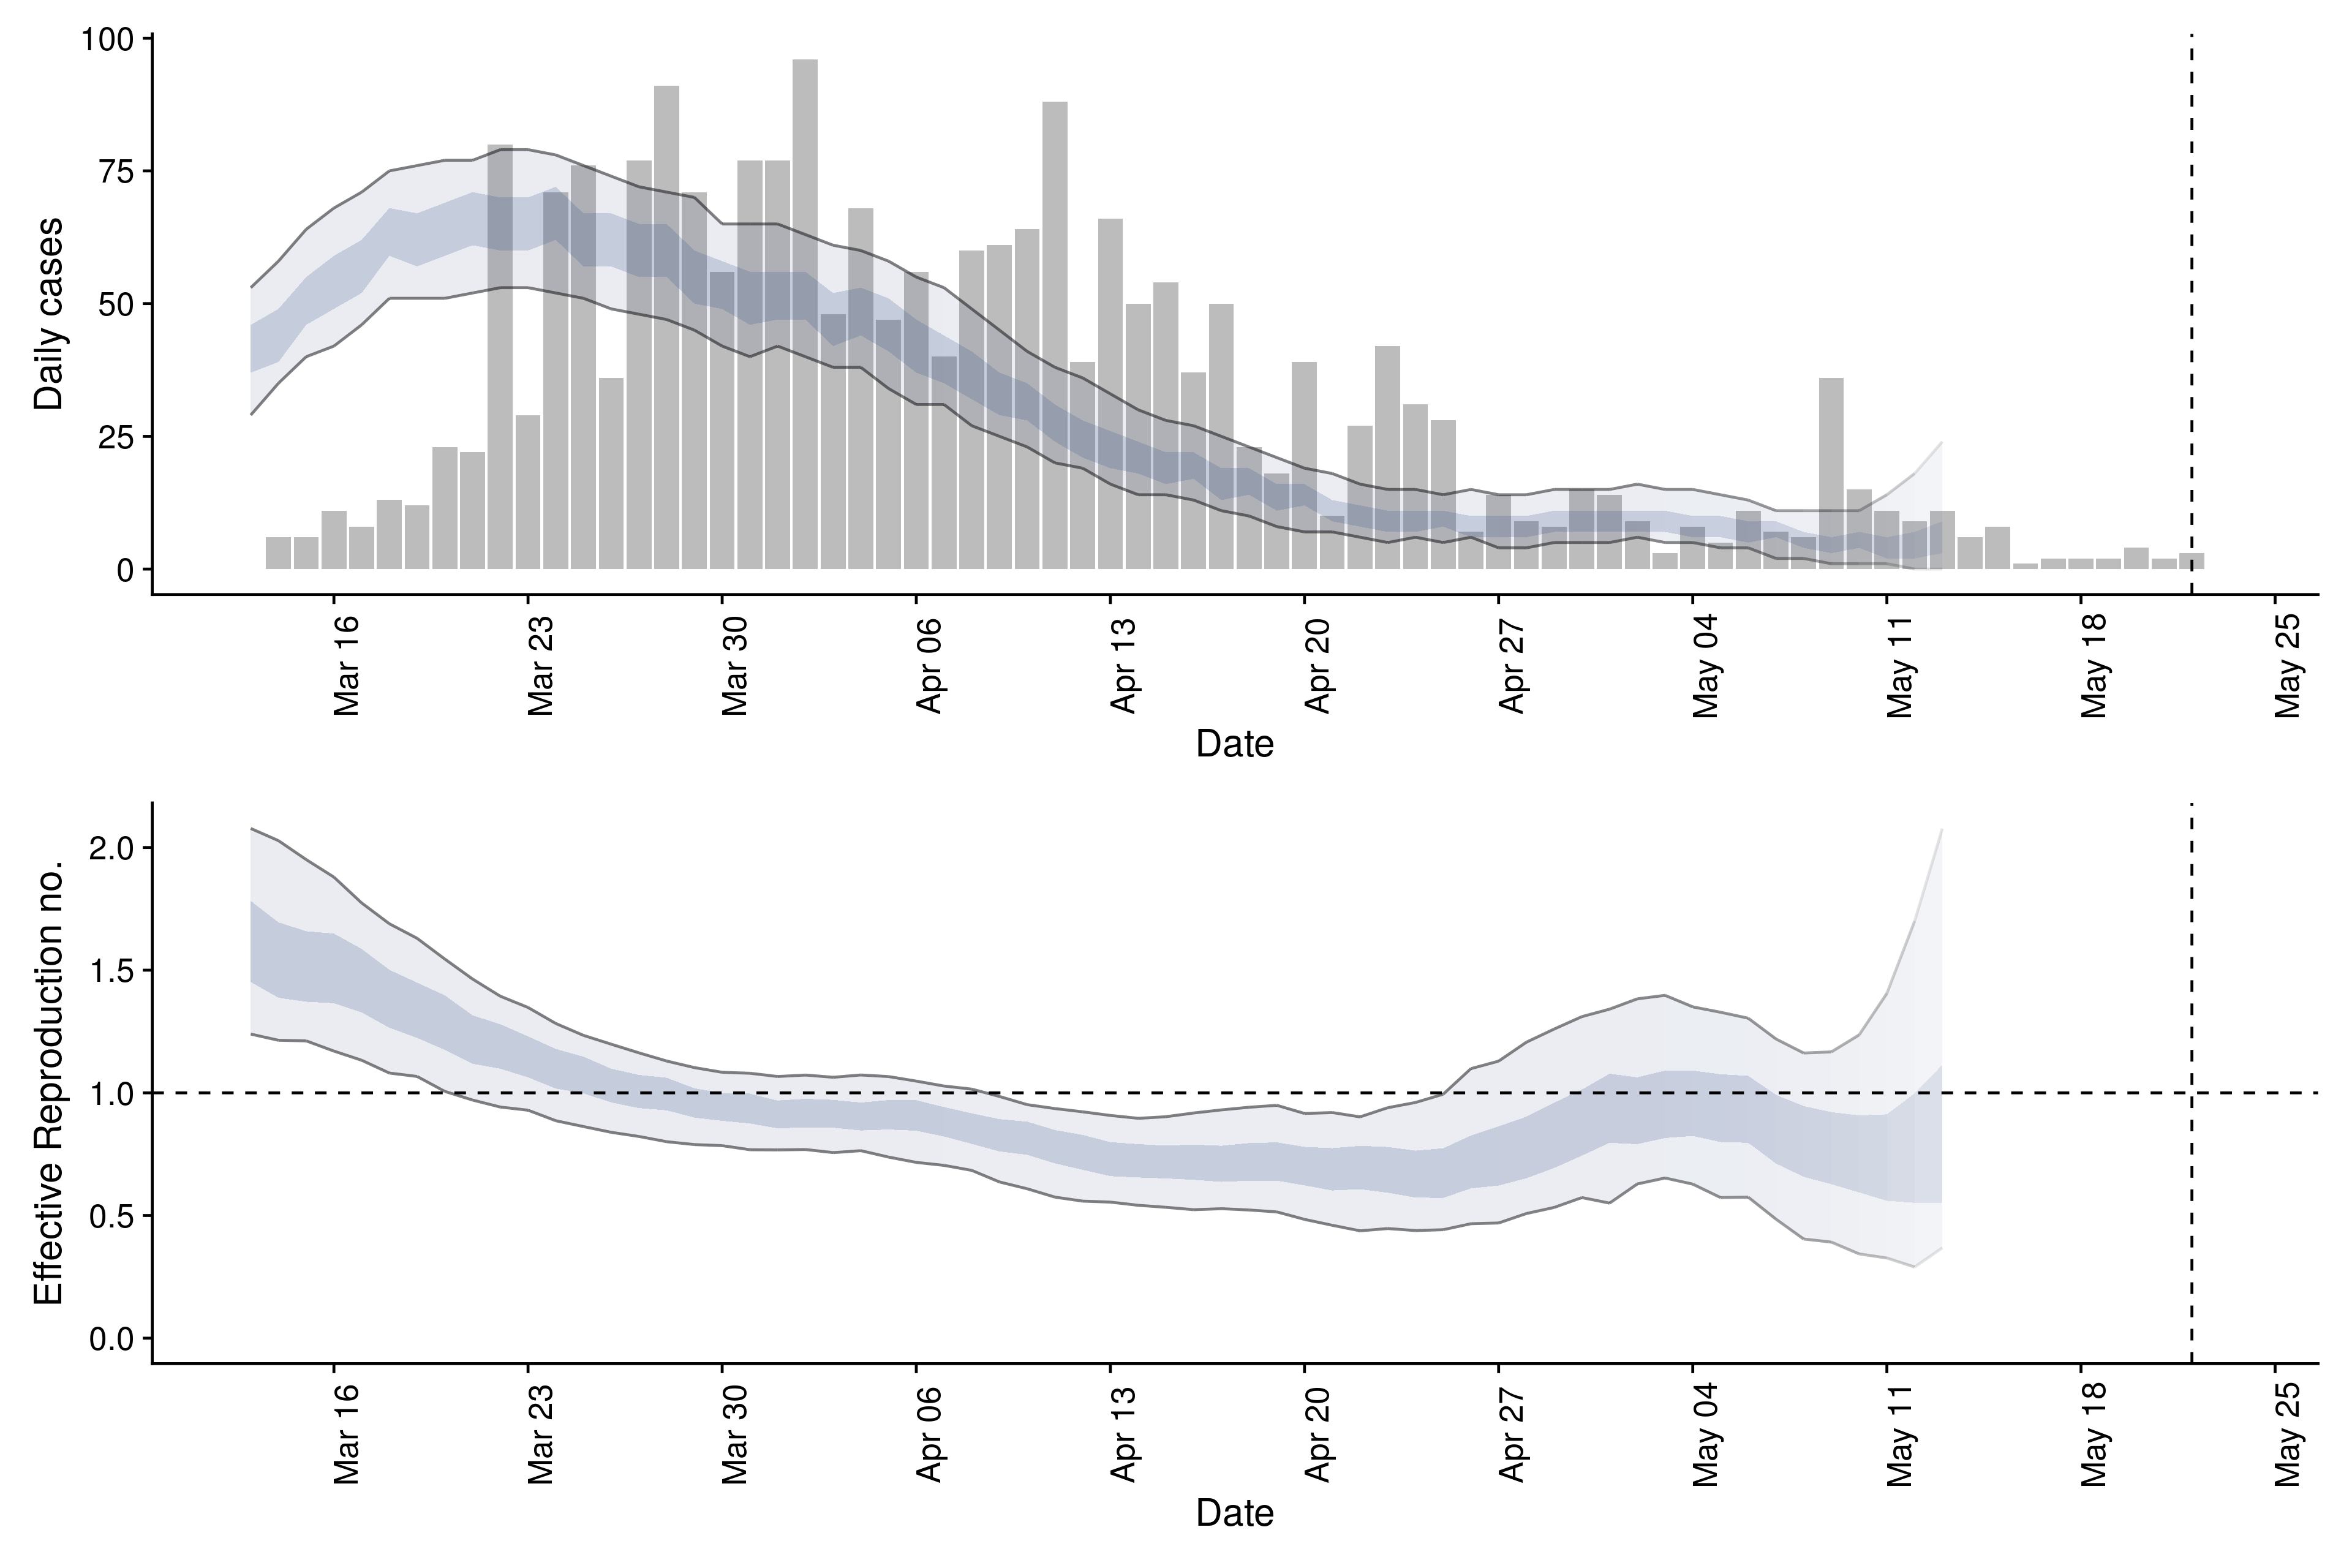 Daily cases
100
75
50
25
0
Mar 16
Mar 23
Mar 30
Apr 06
Apr 13
Apr 20
Apr 27
May 04
May 11
May 18
May 25
Date
Effective Reproduction no.
2.0
1.5
1.0
0.5
0.0
Mar 16
Mar 23
Mar 30
Apr 06
Apr 13
Apr 20
Apr 27
May 04
May 11
May 18
May 25
Date